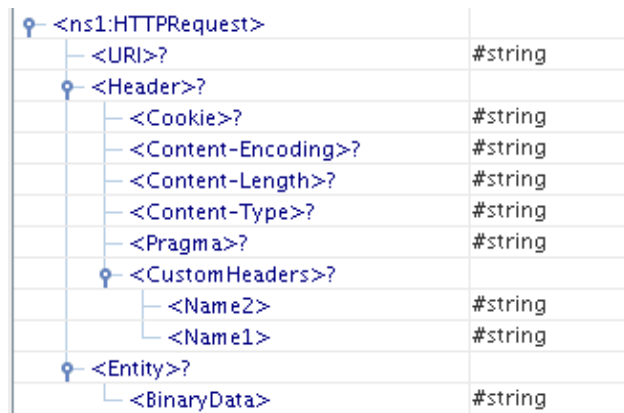 <ns1:HTTPRequest>
<URI>? #string
<Header>?
<Cookie>? #string
<Content-Encoding>? #string
<Content-Length>? #string
<Content-Type>? #string
<Pragma>? #string
<CustomHeaders>?
<Name2> #string
<Name1> #string
<Entity>?
<BinaryData> #string